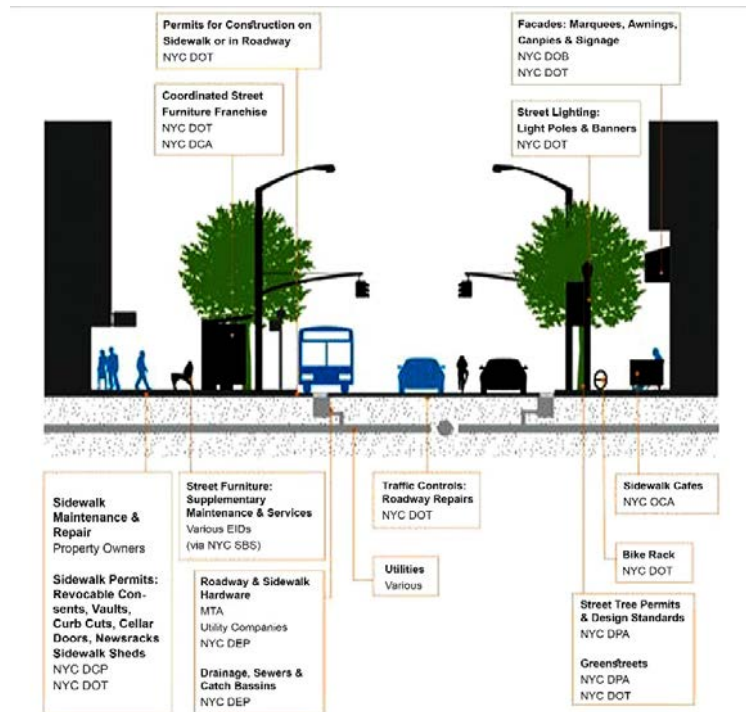 Permits for Construction on
Sidewalk or in Roadway
NYC DOT
Facades: Marquees, Awnings,
Canpies & Signage
NYC DOB
NYC DOT
Coordinated Street
Furniture Franchise
NYC DOT
NYC DCA
Street Lighting:
Light Poles & Banners
NYC DOT
Sidewalk
Maintenance &
Repair
Property Owners
Sidewalk Permits:
Revocable Con-
sents, Vaults,
Curb Cuts, Cellar
Doors, Newsracks
Sidewalk Sheds
NYC DCP
NYC DOT
Street Furniture:
Supplementary
Maintenance & Services
Various EIDs
(via NYC SBS)
Roadway & Sidewalk
Hardware
MTA
Utility Companies
NYC DEP
Drainage, Sewers &
Catch Bassins
NYC DEP
Traffic Controls:
Roadway Repairs
NYC DOT
Utilities
Various
Sidewalk Cafes
NYC OCA
Bike Rack
NYC DOT
Street Tree Permits
& Design Standards
NYC DPA
Greenstreets
NYC DPA
NYC DOT